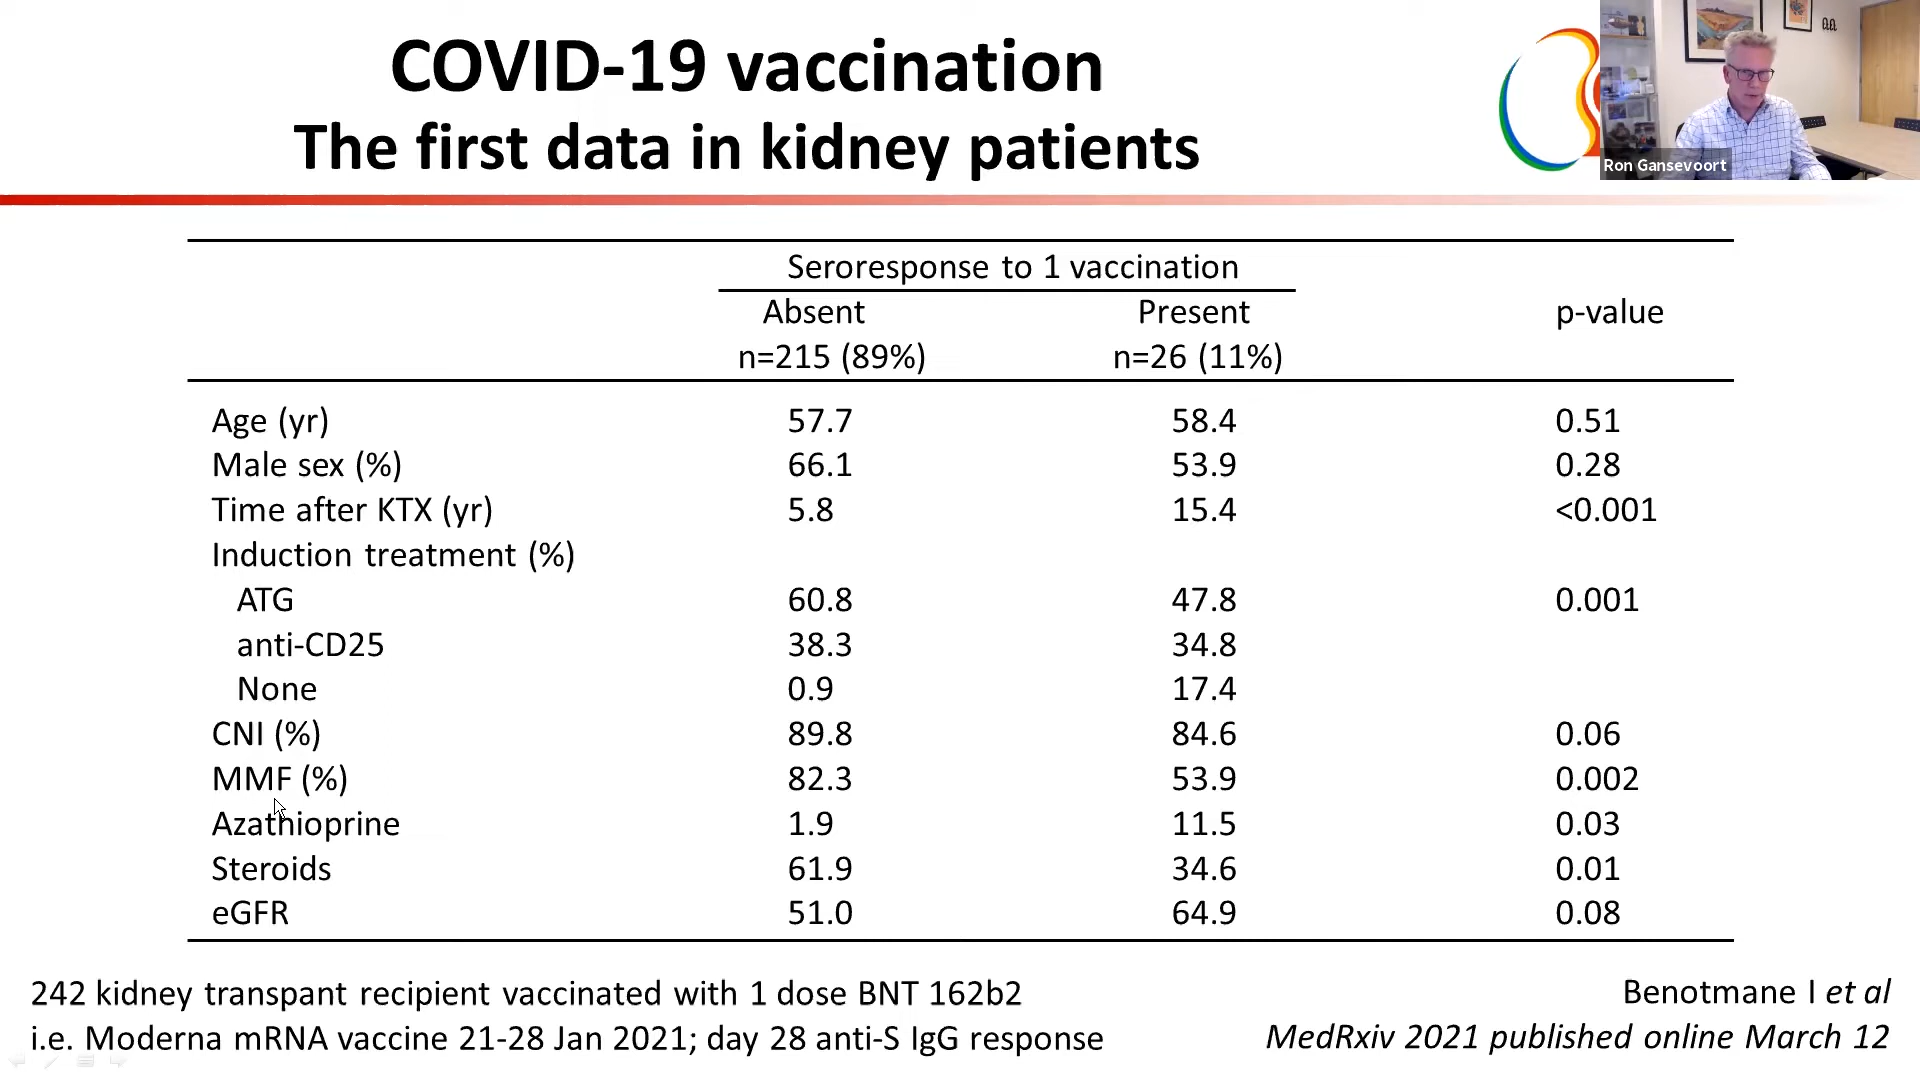 COVID-19 vaccination
The first data in kidney patients
Ron Gansevoort
Seroresponse to 1 vaccination
Absent Present p-value
n=215 (89%) n=26 (11%)
Age (yr) 57.7 58.4 0.51
Male sex (%) 66.1 53.9 0.28
Time after KTX (yr) 5.8 15.4 <0.001
Induction treatment (%)
ATG 60.8 47.8 0.001
anti-CD25 38.3 34.8
None 0.9 17.4
CNI (%) 89.8 84.6 0.06
MMF (%) 82.3 53.9 0.002
Azathioprine 1.9 11.5 0.03
Steroids 61.9 34.6 0.01
eGFR 51.0 64.9 0.08
242 kidney transpant recipient vaccinated with 1 dose BNT 162b2
i.e. Moderna mRNA vaccine 21-28 Jan 2021; day 28 anti-S IgG response
Benotmane I et al
MedRxiv 2021 published online March 12